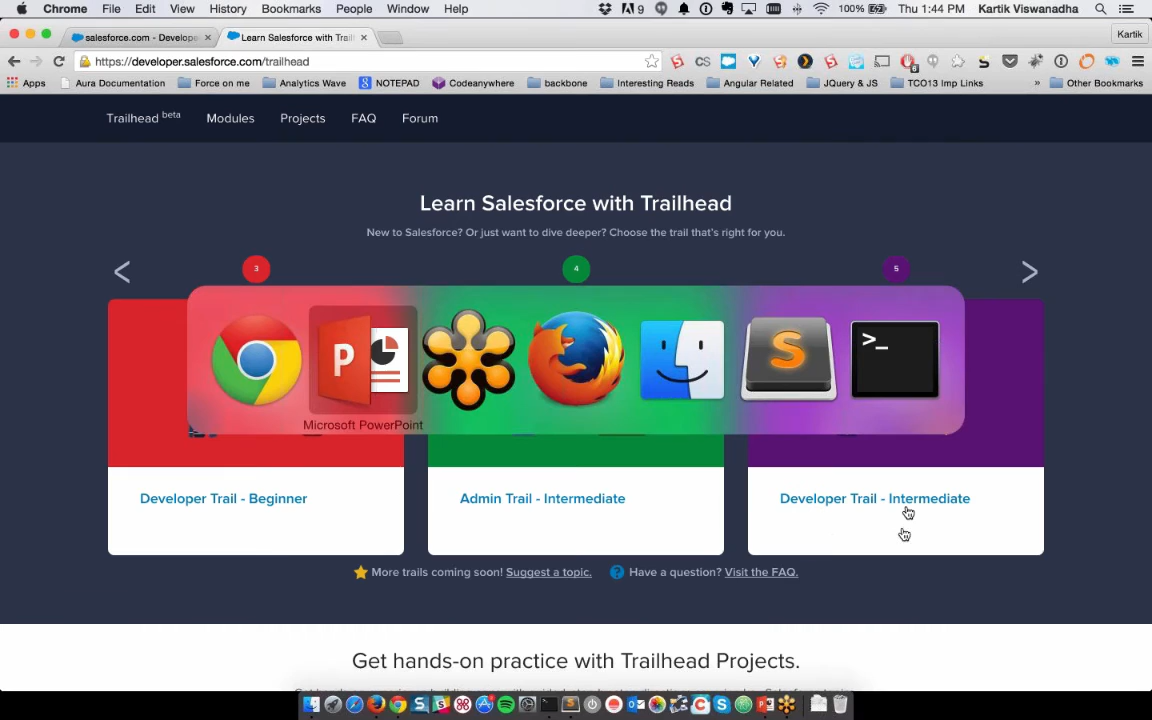 Chrome File Edit View History Bookmarks People Window Help 9 100% Thu 1:44 PM Kartik Viswanadha
salesforce.com - Develope Learn Salesforce with Trail Kartik
https://developer.salesforce.com/trailhead
Apps Aura Documentation Force on me Analytics Wave NOTEPAD Codeanywhere backbone Interesting Reads Angular Related JQuery & JS TCO13 Imp Links » Other Bookmarks
Trailhead beta Modules Projects FAQ Forum
Learn Salesforce with Trailhead
New to Salesforce? Or just want to dive deeper? Choose the trail that's right for you.
3 4 5
Microsoft PowerPoint
Developer Trail - Beginner Admin Trail - Intermediate Developer Trail - Intermediate
More trails coming soon! Suggest a topic. Have a question? Visit the FAQ.
Get hands-on practice with Trailhead Projects.